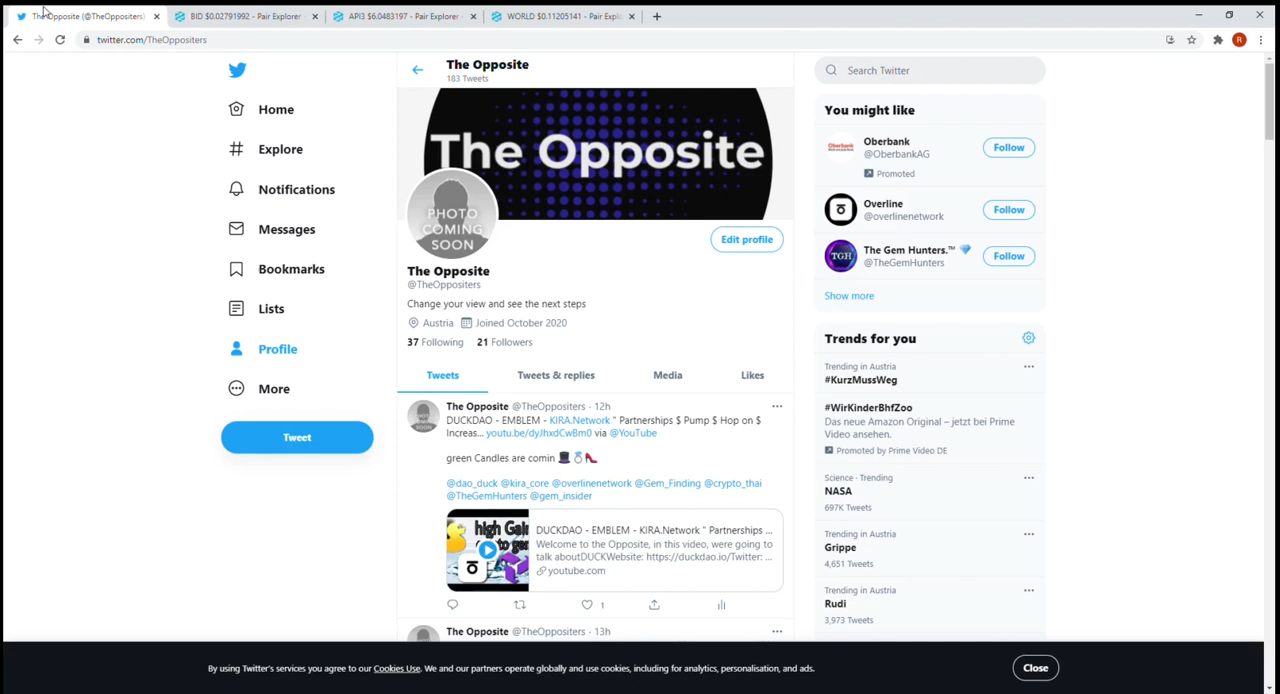 The Opposite (@TheOppositers)
BID $0.02791992 - Pair Explorer -
API3 $6.0483197 - Pair Explorer -
WORLD $0.11205141 - Pair Expl
twitter.com/TheOppositers
R
The Opposite
183 Tweets
Search Twitter
Home
Explore
Notifications
Messages
Bookmarks
Lists
Profile
More
Tweet
The Opposite
PHOTO
COMING
SOON
Edit profile
The Opposite
@TheOppositers
Change your view and see the next steps
Austria Joined October 2020
37 Following 21 Followers
Tweets Tweets & replies Media Likes
The Opposite @TheOppositers · 12h
DUCKDAO - EMBLEM - KIRA.Network " Partnerships $ Pump $ Hop on $
Increas... youtu.be/dyJhxdCwBm0 via @YouTube
green Candles are comin
@dao_duck @kira_core @overlinenetwork @Gem_Finding @crypto_thai
@TheGemHunters @gem_insider
high Gain
DUCKDAO - EMBLEM - KIRA.Network " Partnerships ...
Welcome to the Opposite, in this video, were going to
talk aboutDUCKWebsite: https://duckdao.io/Twitter: ...
youtube.com
1
The Opposite @TheOppositers · 13h
You might like
Oberbank
@OberbankAG
Promoted
Follow
Overline
@overlinenetwork
Follow
TGH
The Gem Hunters.™
@TheGemHunters
Follow
Show more
Trends for you
Trending in Austria
#KurzMussWeg
#WirKinderBhfZoo
Das neue Amazon Original – jetzt bei Prime
Video ansehen.
Promoted by Prime Video DE
Science · Trending
NASA
697K Tweets
Trending in Austria
Grippe
4,651 Tweets
Trending in Austria
Rudi
3,973 Tweets
By using Twitter's services you agree to our Cookies Use. We and our partners operate globally and use cookies, including for analytics, personalisation, and ads.
Close